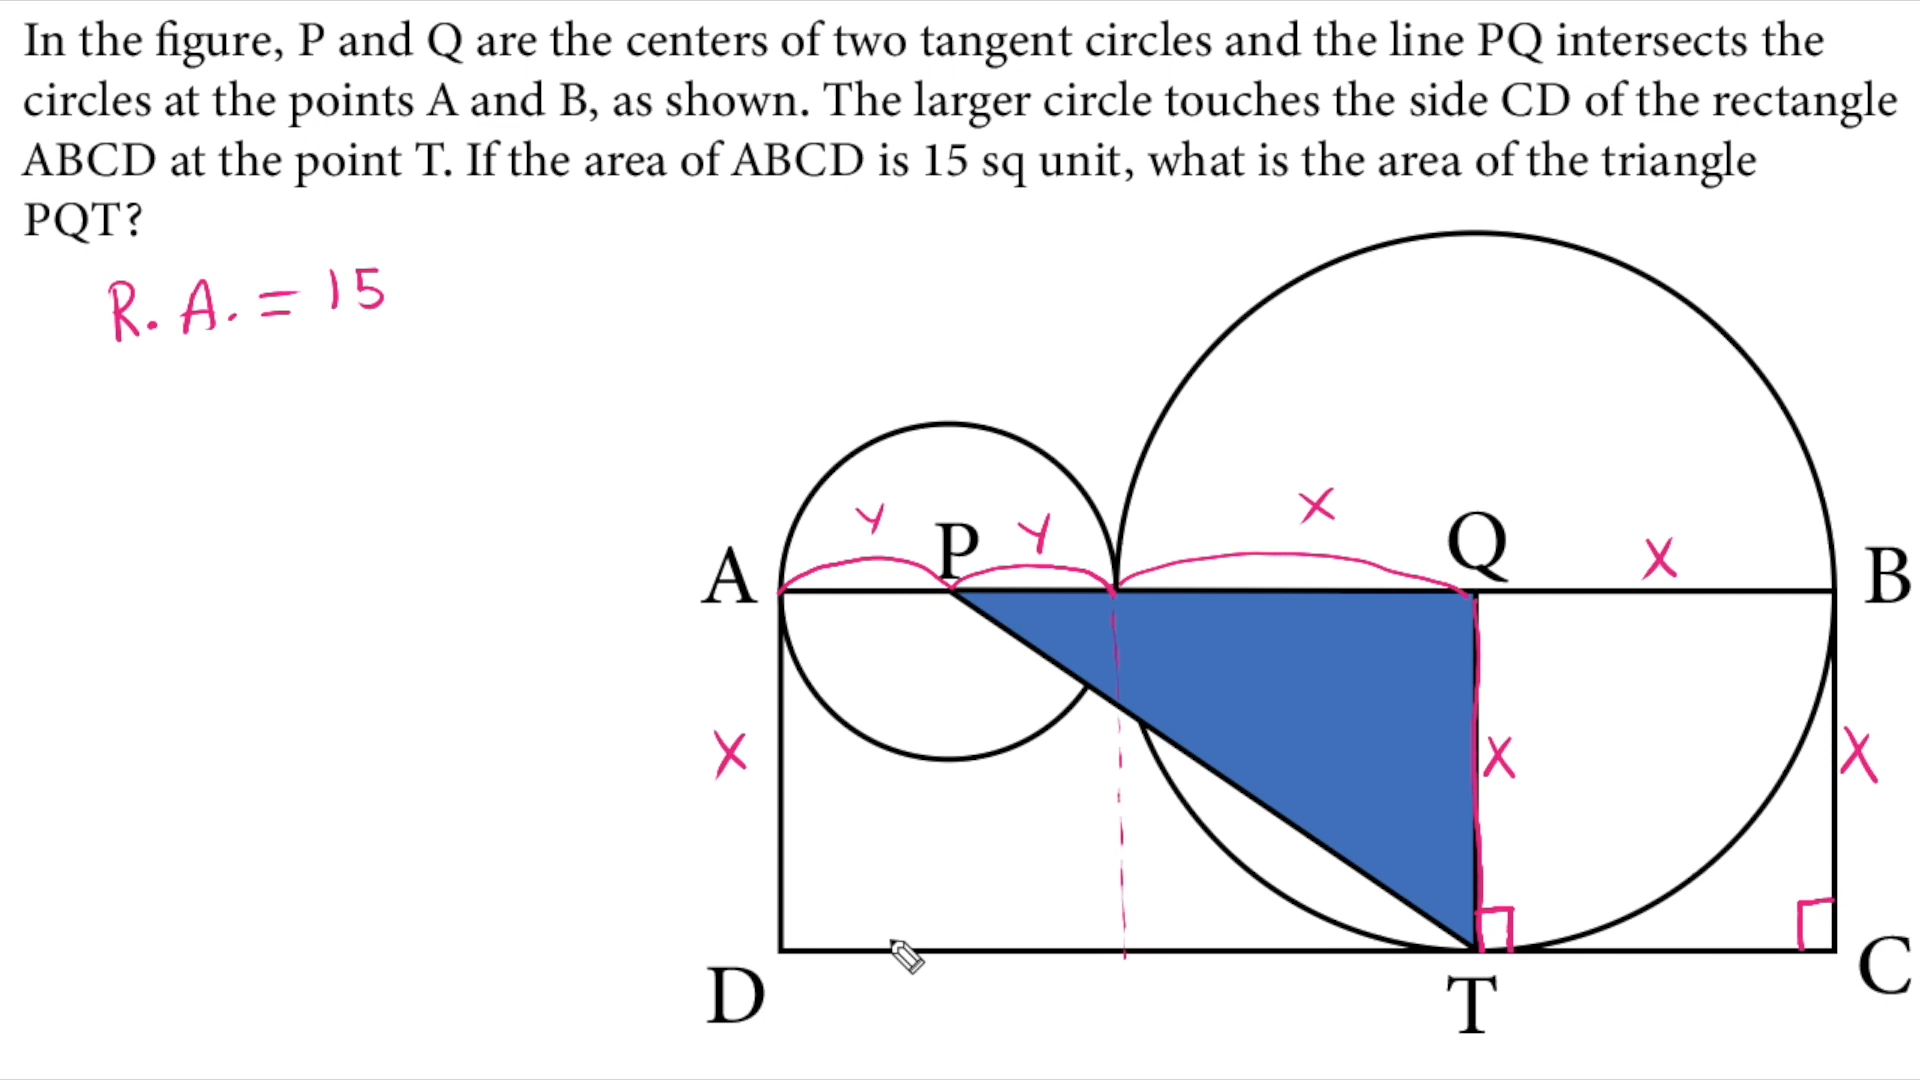 In the figure, P and Q are the centers of two tangent circles and the line PQ intersects the
circles at the points A and B, as shown. The larger circle touches the side CD of the rectangle
ABCD at the point T. If the area of ABCD is 15 sq unit, what is the area of the triangle
PQT?
R. A. = 15
y y x x
A P Q B
x x x
D T C